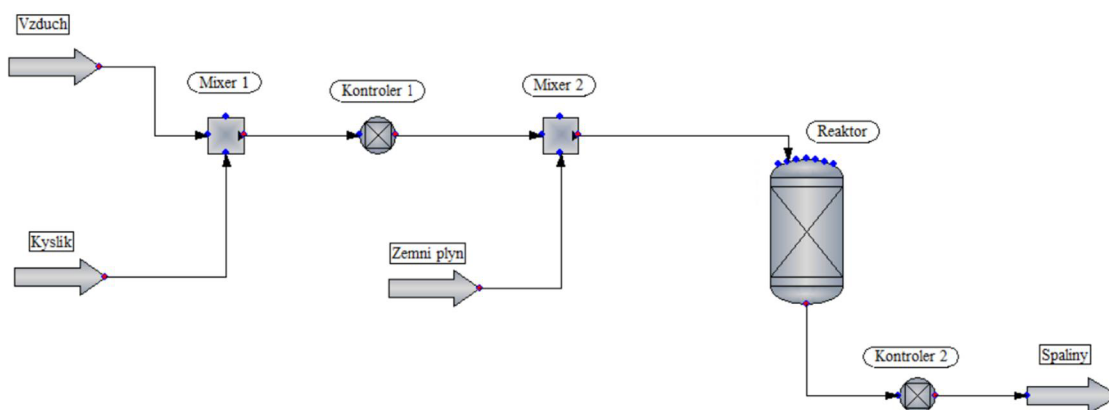 Vzduch
Mixer 1
Kontroler 1
Mixer 2
Reaktor
Kyslik
Zemni plyn
Kontroler 2
Spaliny